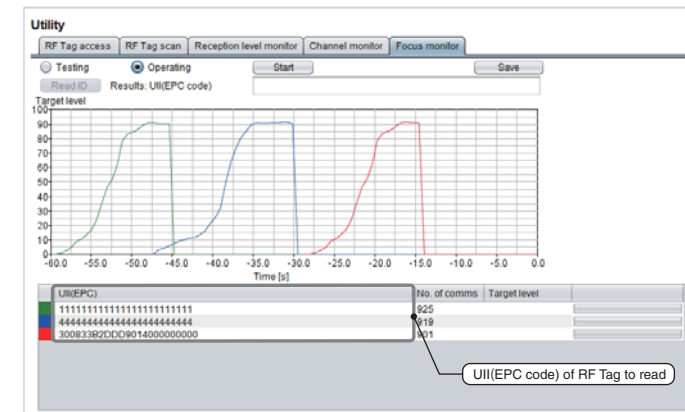 Utility
RF Tag access RF Tag scan Reception level monitor Channel monitor Focus monitor
Testing Operating Start Save
Read ID Results: UII(EPC code)
Target level
100
90
80
70
60
50
40
30
20
10
0
-60.0 -55.0 -50.0 -45.0 -40.0 -35.0 -30.0 -25.0 -20.0 -15.0 -10.0 -5.0 0.0
Time [s]
UII(EPC) No. of comms Target level
111111111111111111111111 925
444444444444444444444444 919
300833B2DDD9014000000000 901
UII(EPC code) of RF Tag to read